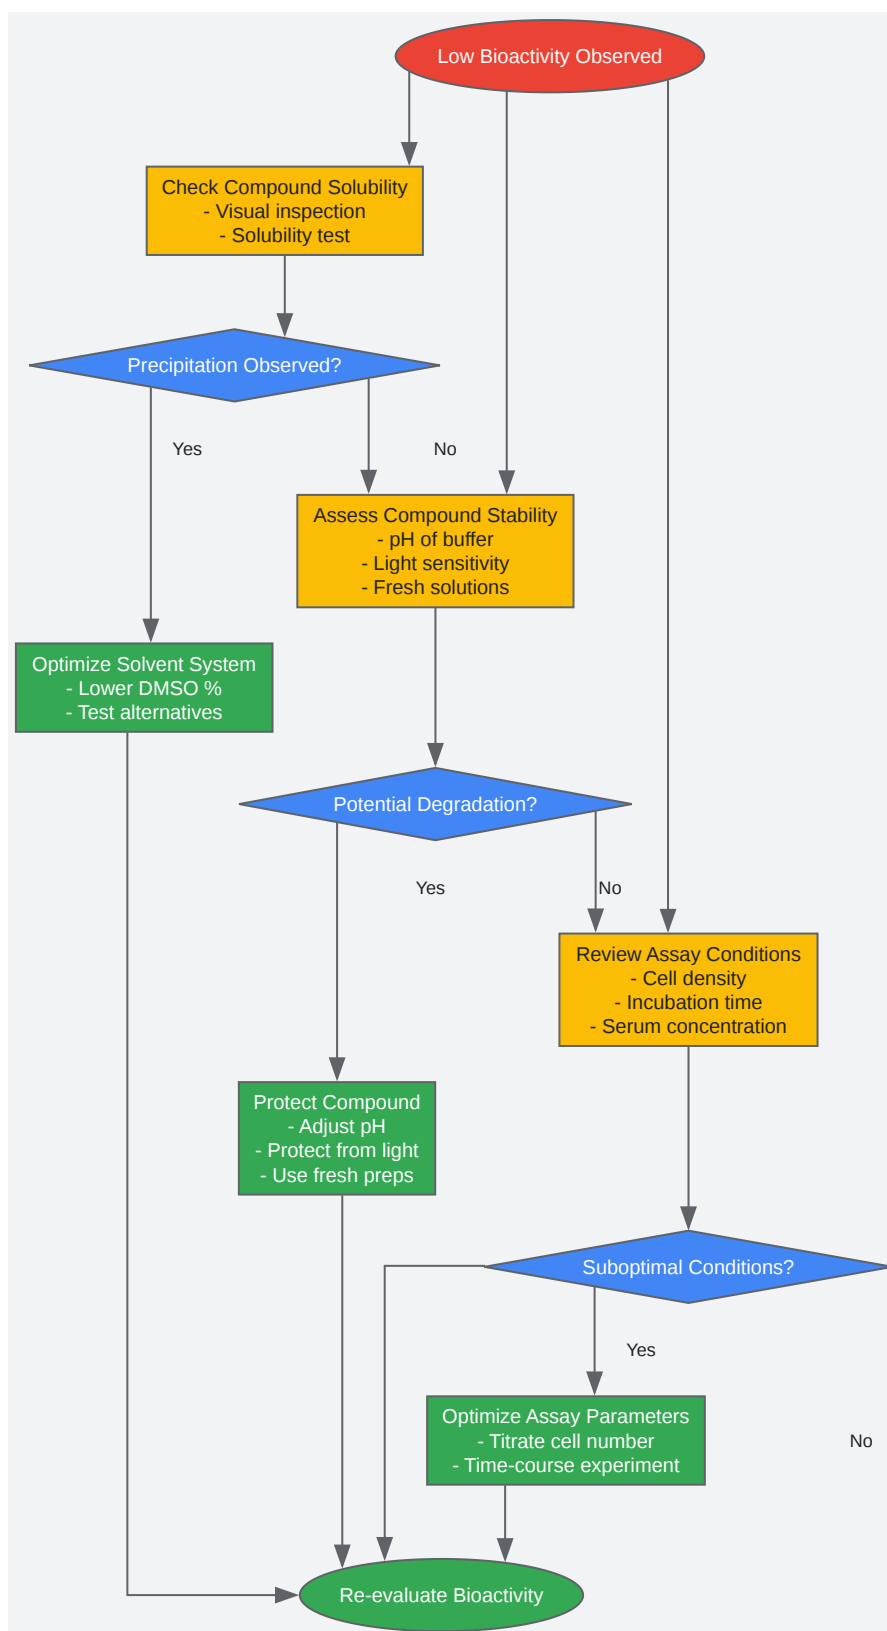 Low Bioactivity Observed
Check Compound Solubility
- Visual inspection
- Solubility test
Precipitation Observed?
Yes
No
Assess Compound Stability
- pH of buffer
- Light sensitivity
- Fresh solutions
Optimize Solvent System
- Lower DMSO %
- Test alternatives
Potential Degradation?
Yes
No
Review Assay Conditions
- Cell density
- Incubation time
- Serum concentration
Protect Compound
- Adjust pH
- Protect from light
- Use fresh preps
Suboptimal Conditions?
Yes
Optimize Assay Parameters
- Titrate cell number
- Time-course experiment
No
Re-evaluate Bioactivity